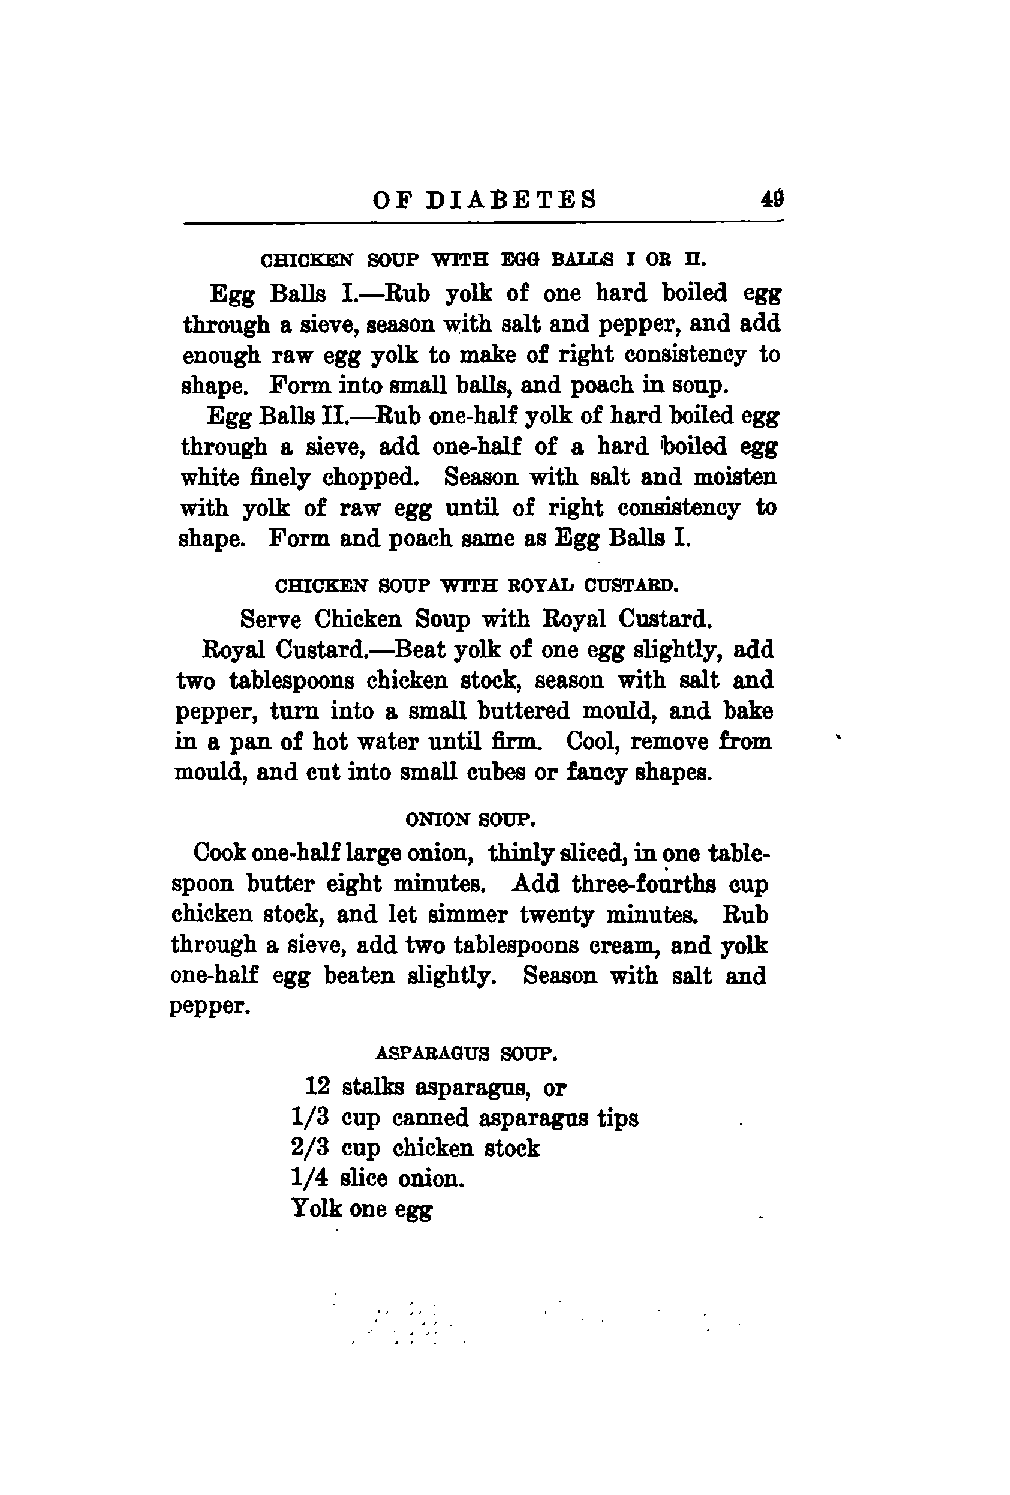 OF DIABETES 49
CHICKEN SOUP WITH EGG BALLS I OR II.
Egg Balls I.—Rub yolk of one hard boiled egg
through a sieve, season with salt and pepper, and add
enough raw egg yolk to make of right consistency to
shape. Form into small balls, and poach in soup.
Egg Balls II.—Rub one-half yolk of hard boiled egg
through a sieve, add one-half of a hard boiled egg
white finely chopped. Season with salt and moisten
with yolk of raw egg until of right consistency to
shape. Form and poach same as Egg Balls I.
CHICKEN SOUP WITH ROYAL CUSTARD.
Serve Chicken Soup with Royal Custard.
Royal Custard.—Beat yolk of one egg slightly, add
two tablespoons chicken stock, season with salt and
pepper, turn into a small buttered mould, and bake
in a pan of hot water until firm. Cool, remove from
mould, and cut into small cubes or fancy shapes.
ONION SOUP.
Cook one-half large onion, thinly sliced, in one table-
spoon butter eight minutes. Add three-fourths cup
chicken stock, and let simmer twenty minutes. Rub
through a sieve, add two tablespoons cream, and yolk
one-half egg beaten slightly. Season with salt and
pepper.
ASPARAGUS SOUP.
12 stalks asparagus, or
1/3 cup canned asparagus tips
2/3 cup chicken stock
1/4 slice onion.
Yolk one egg